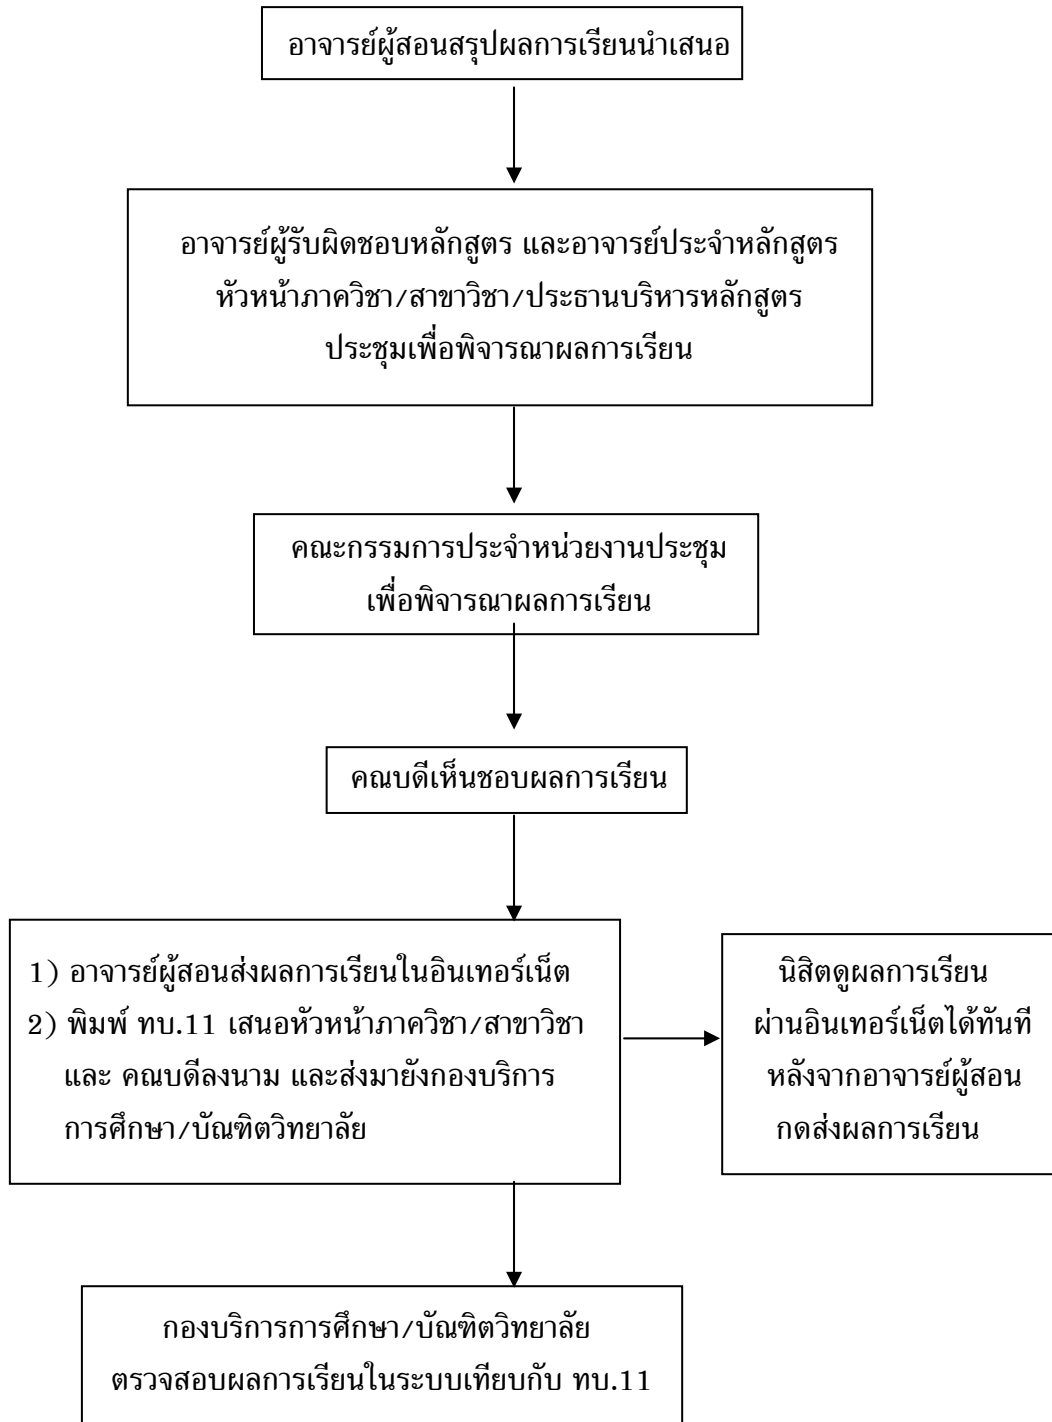 อาจารย์ผู้สอนสรุปผลการเรียนนำเสนอ
อาจารย์ผู้รับผิดชอบหลักสูตร และอาจารย์ประจำหลักสูตร
หัวหน้าภาควิชา/สาขาวิชา/ประธานบริหารหลักสูตร
ประชุมเพื่อพิจารณาผลการเรียน
คณะกรรมการประจำหน่วยงานประชุม
เพื่อพิจารณาผลการเรียน
คณบดีเห็นชอบผลการเรียน
1) อาจารย์ผู้สอนส่งผลการเรียนในอินเทอร์เน็ต
2) พิมพ์ ทบ.11 เสนอหัวหน้าภาควิชา/สาขาวิชา
และ คณบดีลงนาม และส่งมายังกองบริการ
การศึกษา/บัณฑิตวิทยาลัย
นิสิตดูผลการเรียน
ผ่านอินเทอร์เน็ตได้ทันที
หลังจากอาจารย์ผู้สอน
กดส่งผลการเรียน
กองบริการการศึกษา/บัณฑิตวิทยาลัย
ตรวจสอบผลการเรียนในระบบเทียบกับ ทบ.11